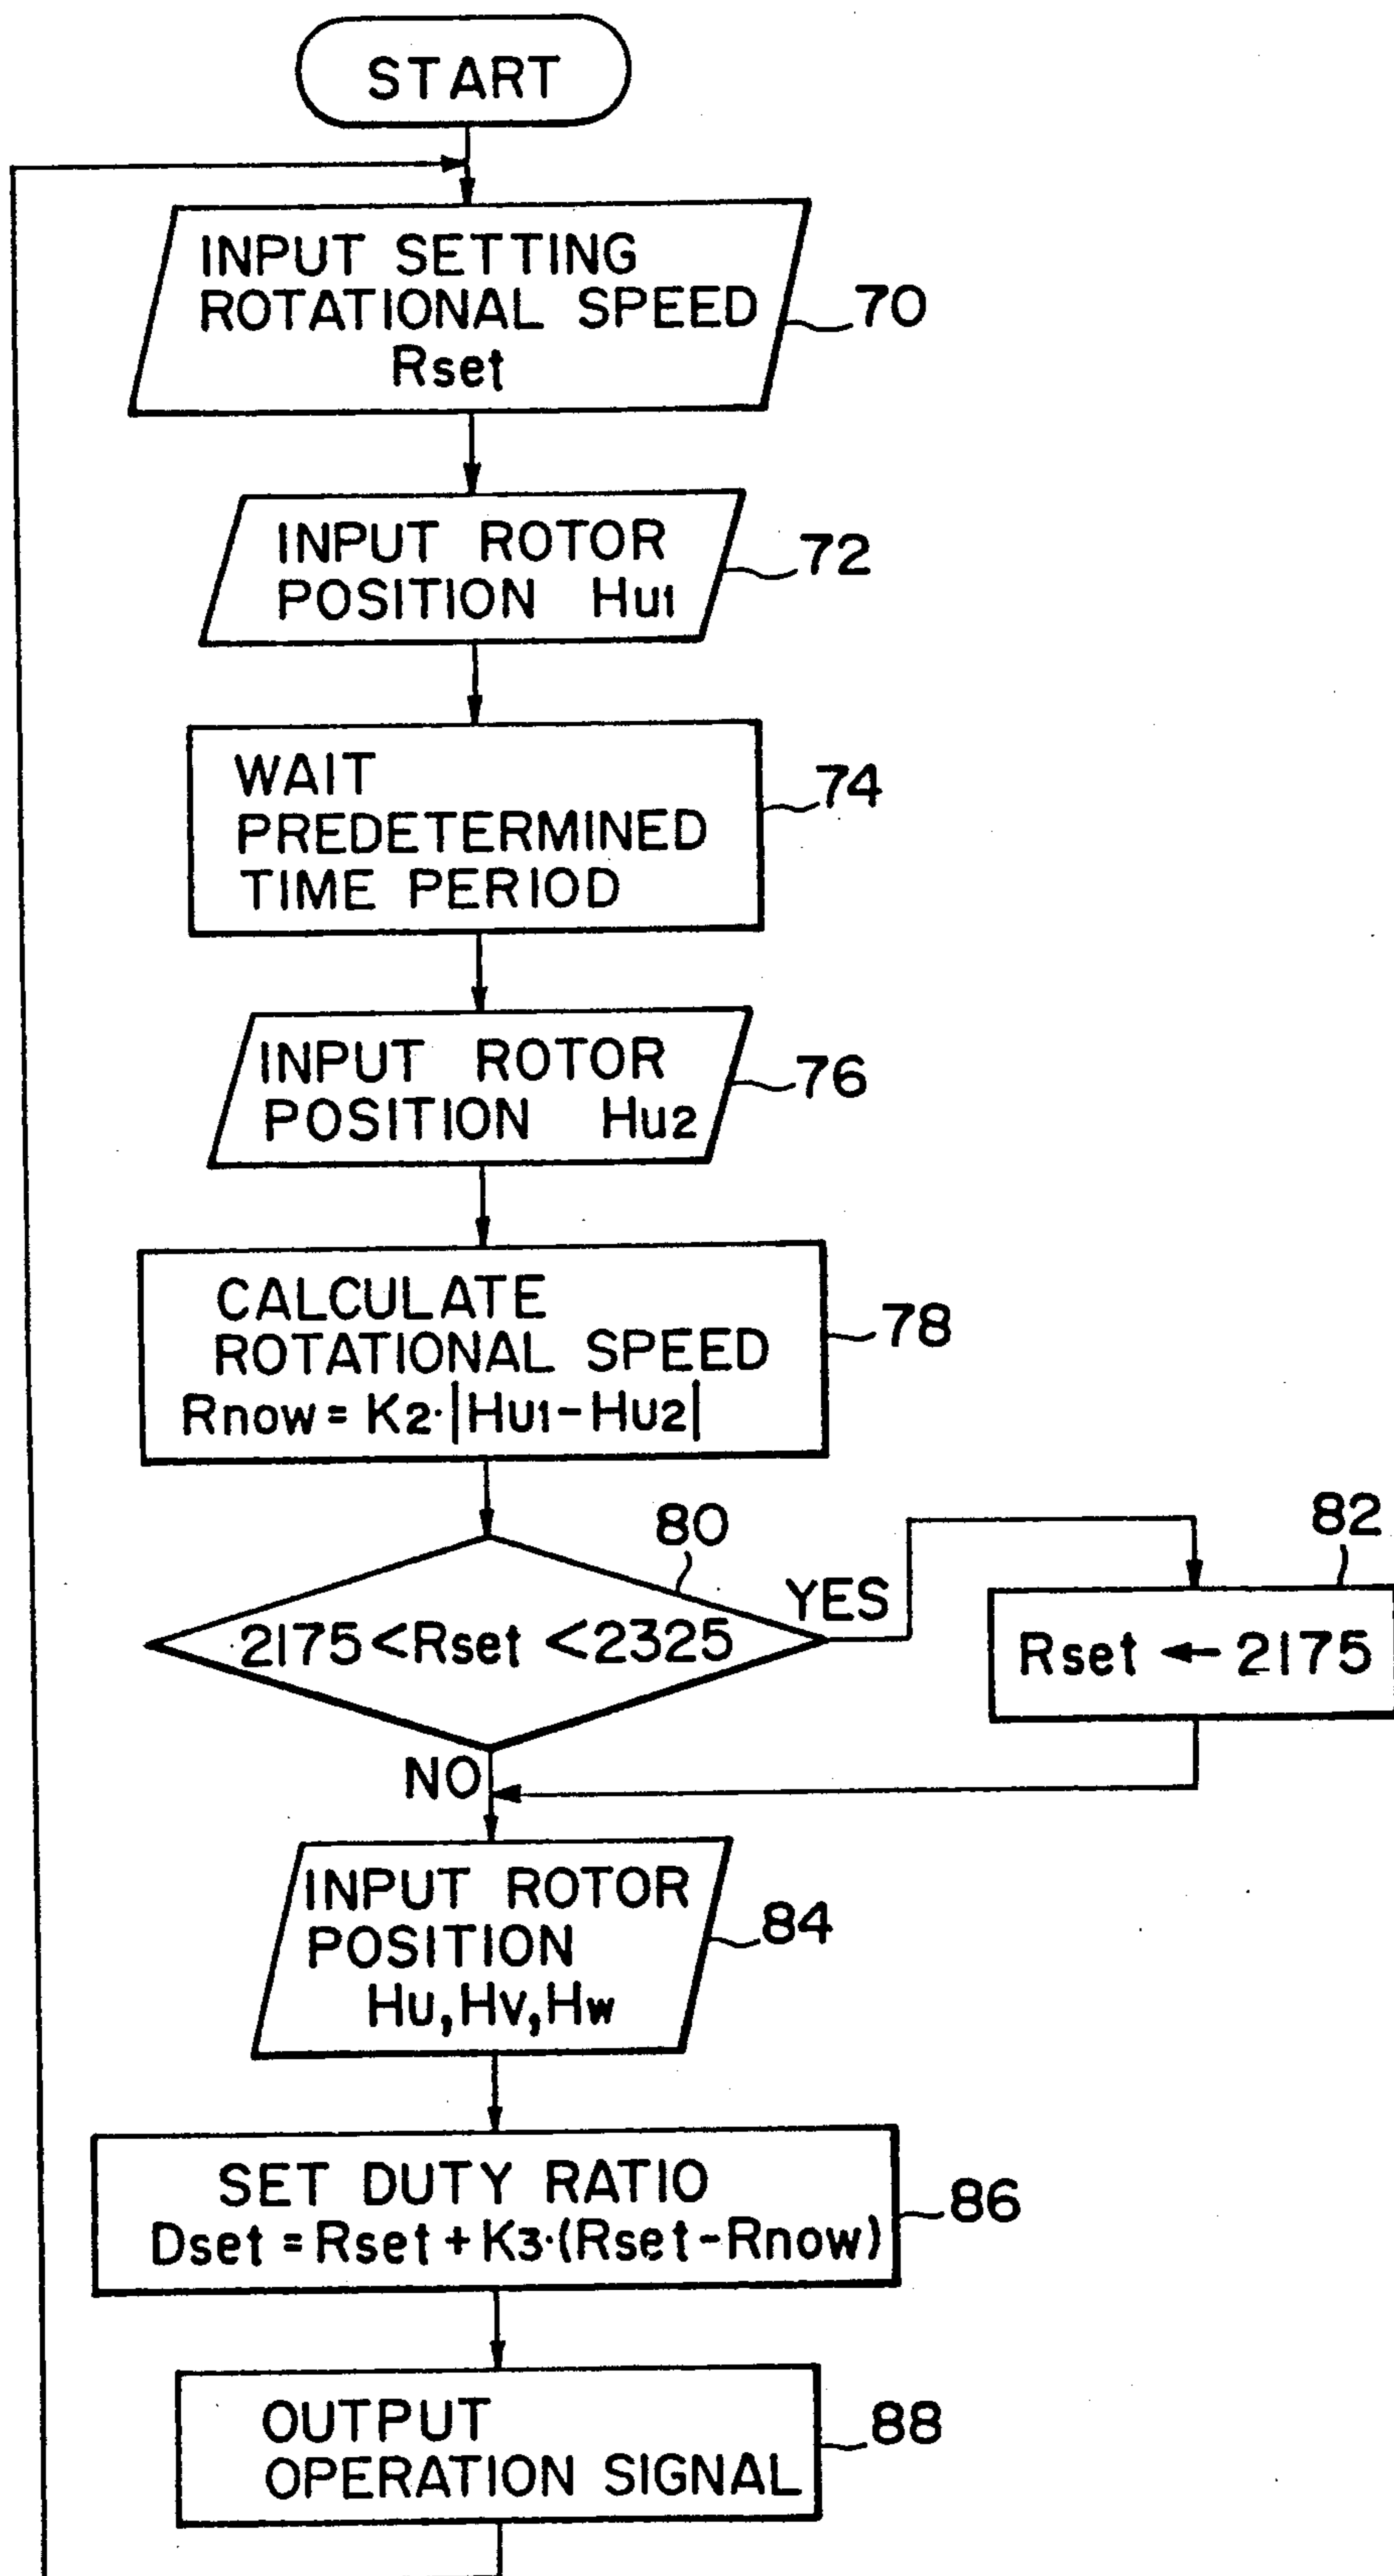 START
INPUT SETTING
ROTATIONAL SPEED
Rset
70
INPUT ROTOR
POSITION Hu1
72
WAIT
PREDETERMINED
TIME PERIOD
74
INPUT ROTOR
POSITION Hu2
76
CALCULATE
ROTATIONAL SPEED
Rnow = K2·|Hu1-Hu2|
78
80
2175<Rset <2325
YES
82
Rset ← 2175
NO
INPUT ROTOR
POSITION
Hu,Hv,Hw
84
SET DUTY RATIO
Dset = Rset + K3·(Rset-Rnow)
86
OUTPUT
OPERATION SIGNAL
88